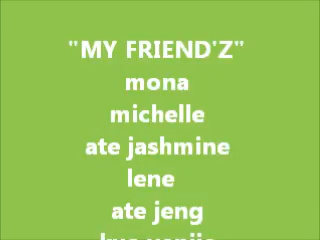 "MY FRIEND'Z"
mona
michelle
ate jashmine
lene
ate jeng